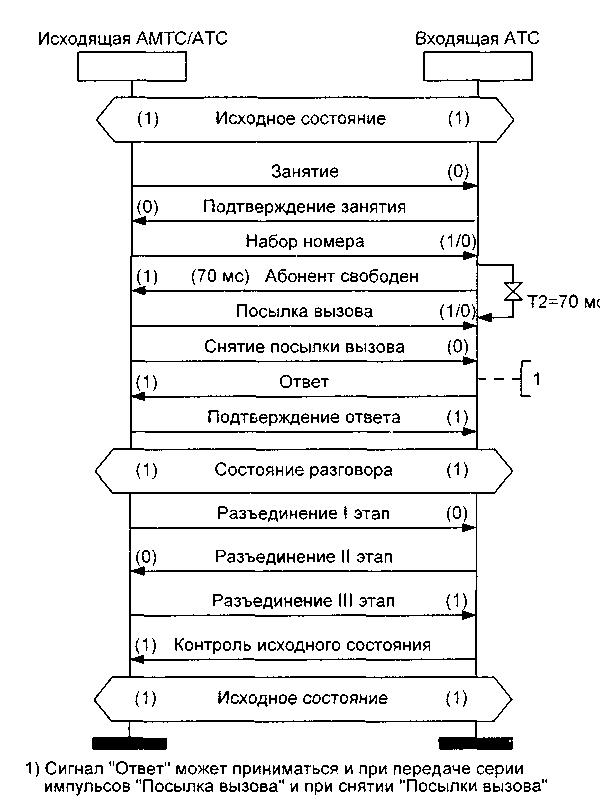 Исходящая АМТС/АТС Входящая АТС
(1) Исходное состояние (1)
Занятие (0)
(0) Подтверждение занятия
Набор номера (1/0)
(1) (70 мс) Абонент свободен
T2=70 мс
Посылка вызова (1/0)
Снятие посылки вызова (0)
(1) Ответ 1
Подтверждение ответа (1)
(1) Состояние разговора (1)
Разъединение I этап (0)
(0) Разъединение II этап
Разъединение III этап (1)
(1) Контроль исходного состояния
(1) Исходное состояние (1)
1) Сигнал "Ответ" может приниматься и при передаче серии
импульсов "Посылка вызова" и при снятии "Посылки вызова"